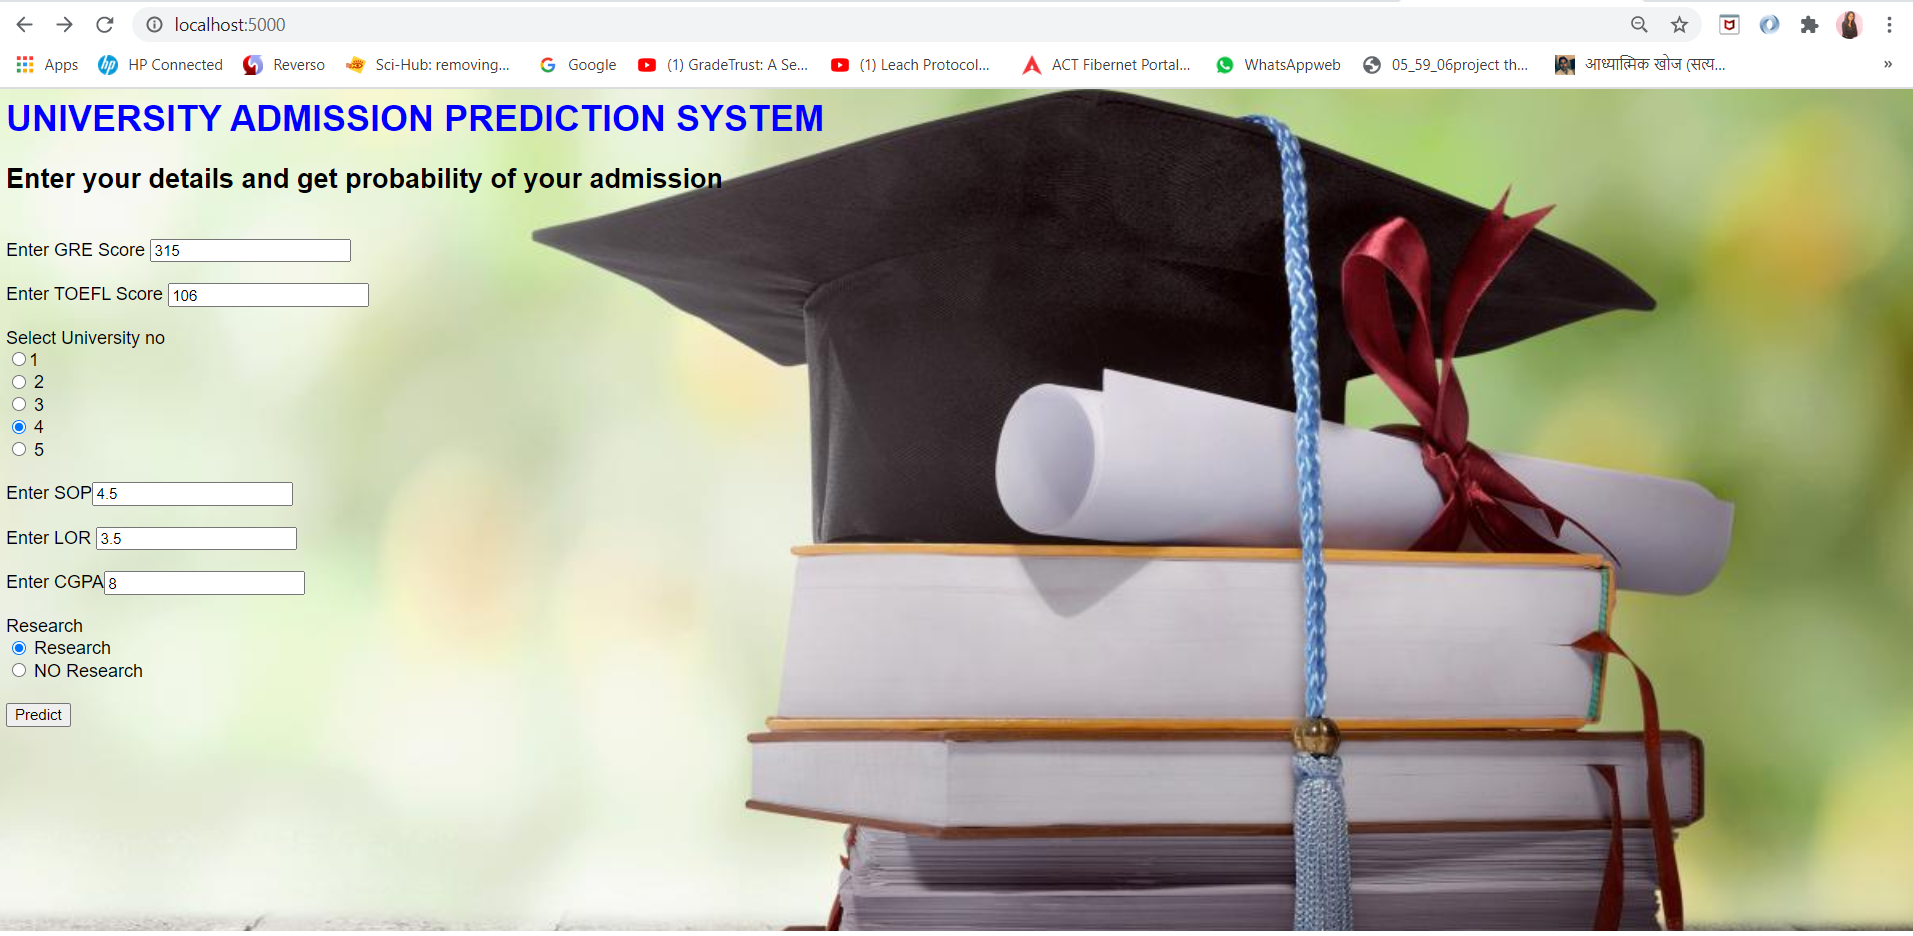 localhost:5000
Apps HP Connected Reverso Sci-Hub: removing... Google (1) GradeTrust: A Se... (1) Leach Protocol... ACT Fibernet Portal... WhatsAppweb 05_59_06project th... आध्यात्मिक खोज (सत्य... »
UNIVERSITY ADMISSION PREDICTION SYSTEM
Enter your details and get probability of your admission
Enter GRE Score 315
Enter TOEFL Score 106
Select University no
1
2
3
4
5
Enter SOP 4.5
Enter LOR 3.5
Enter CGPA 8
Research
Research
NO Research
Predict